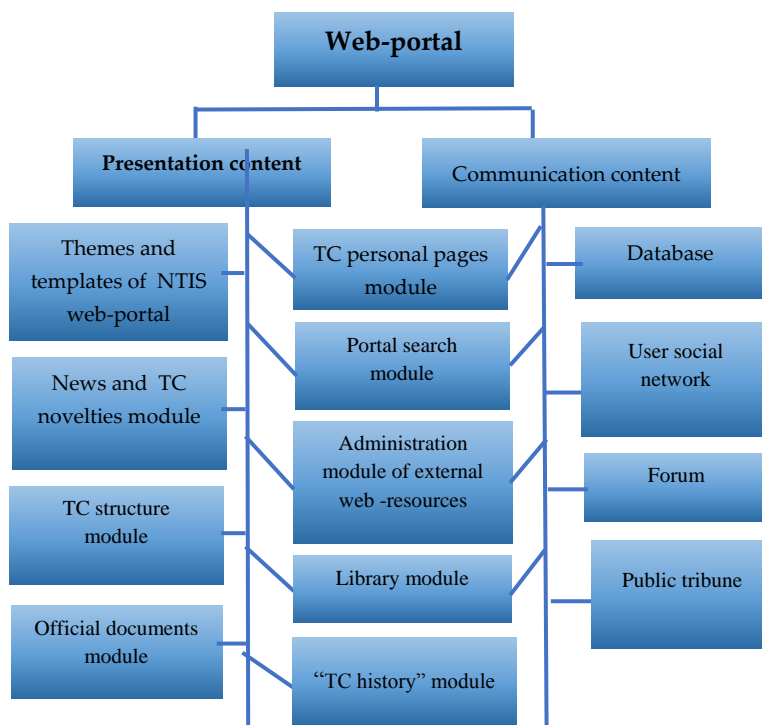 Web-portal
Presentation content
Communication content
Themes and
templates of NTIS
web-portal
TC personal pages
module
Database
Portal search
module
User social
network
News and TC
novelties module
Administration
module of external
web -resources
Forum
TC structure
module
Library module
Public tribune
Official documents
module
“TC history” module